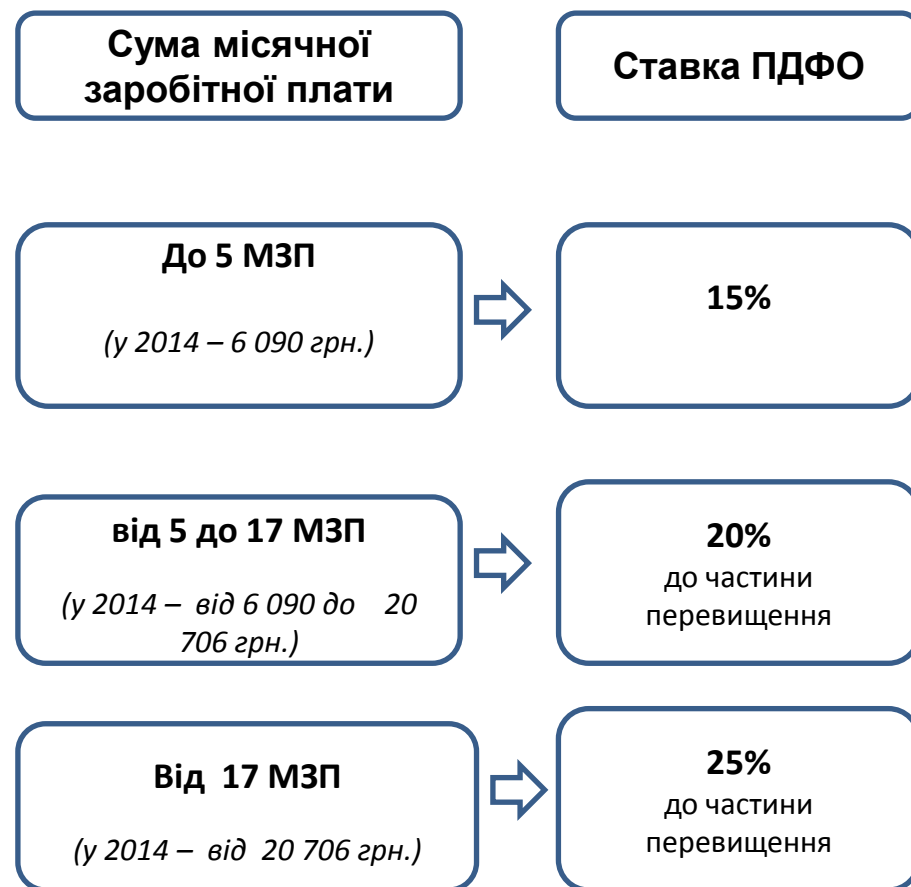 Сума місячної
заробітної плати
Ставка ПДФО
До 5 МЗП
(у 2014 – 6 090 грн.)
15%
від 5 до 17 МЗП
(у 2014 – від 6 090 до 20
706 грн.)
20%
до частини
перевищення
Від 17 МЗП
(у 2014 – від 20 706 грн.)
25%
до частини
перевищення